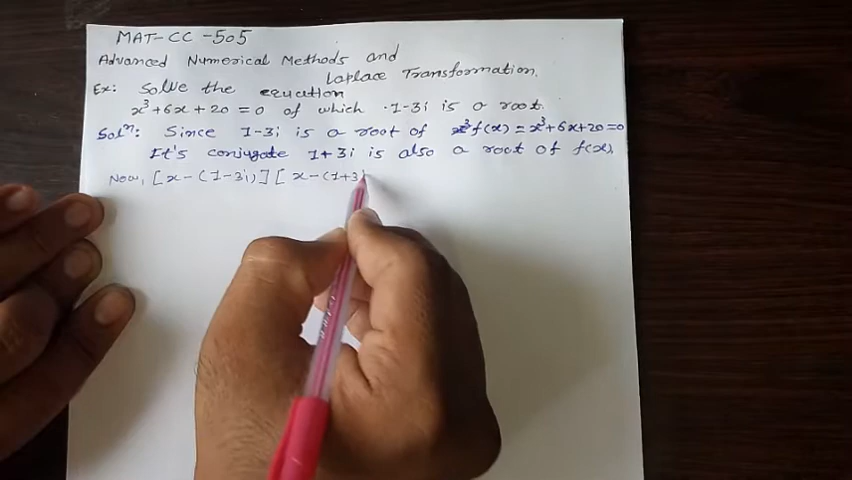 MAT-CC-505
Advanced Numerical Methods and
Laplace Transformation.
Ex: Solve the equation
x³+6x+20=0 of which 1-3i is a root.
Solⁿ: Since 1-3i is a root of f(x)=x³+6x+20=0
It's conjugate 1+3i is also a root of f(x).
Now, [x-(1-3i)][x-(1+3i